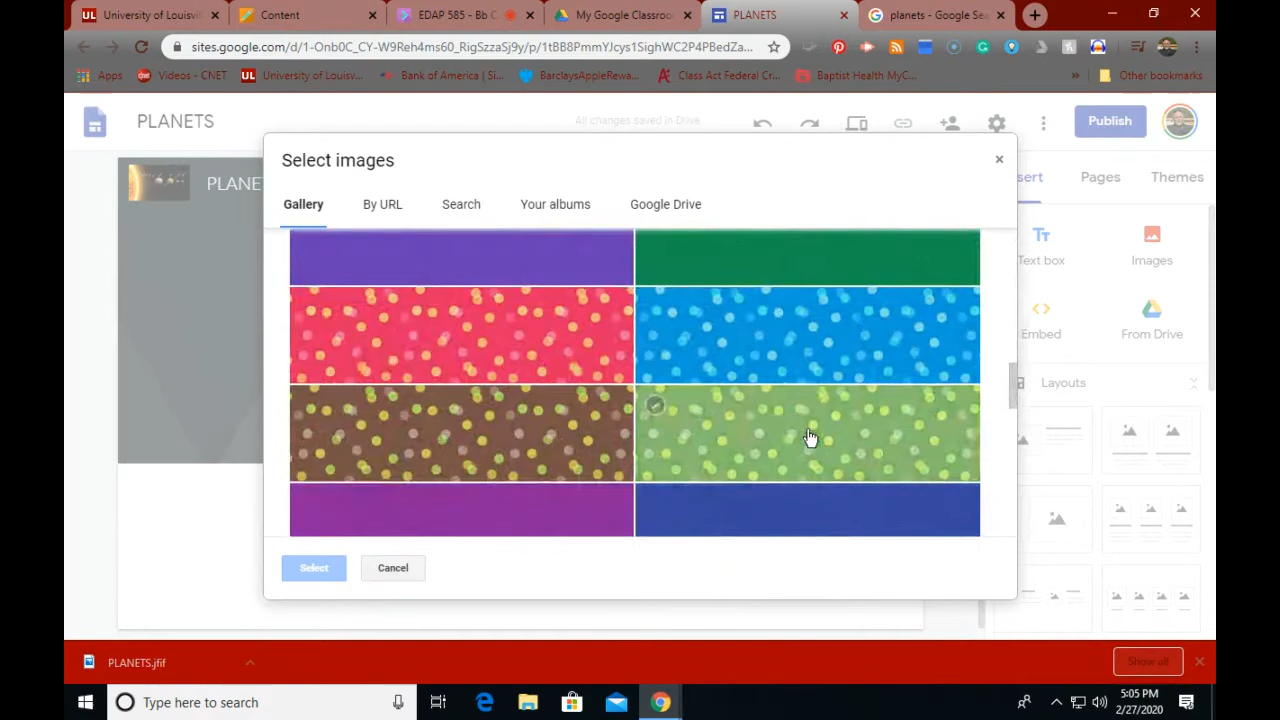 University of Louisvill
Content
EDAP 585 - Bb C
My Google Classroo
PLANETS
planets - Google Sea
sites.google.com/d/1-Onb0C_CY-W9Reh4ms60_RigSzzaSj9y/p/1tBB8PmmYJcys1SighWC2P4PBedZa...
Apps
Videos - CNET
University of Louisv...
Bank of America | Si...
BarclaysAppleRewa...
Class Act Federal Cr...
Baptist Health MyC...
»
Other bookmarks
PLANETS
All changes saved in Drive
Publish
PLANE
Select images
×
Gallery
By URL
Search
Your albums
Google Drive
sert
Pages
Themes
Text box
Images
Embed
From Drive
Layouts
Select
Cancel
PLANETS.jfif
Show all
Type here to search
5:05 PM
2/27/2020